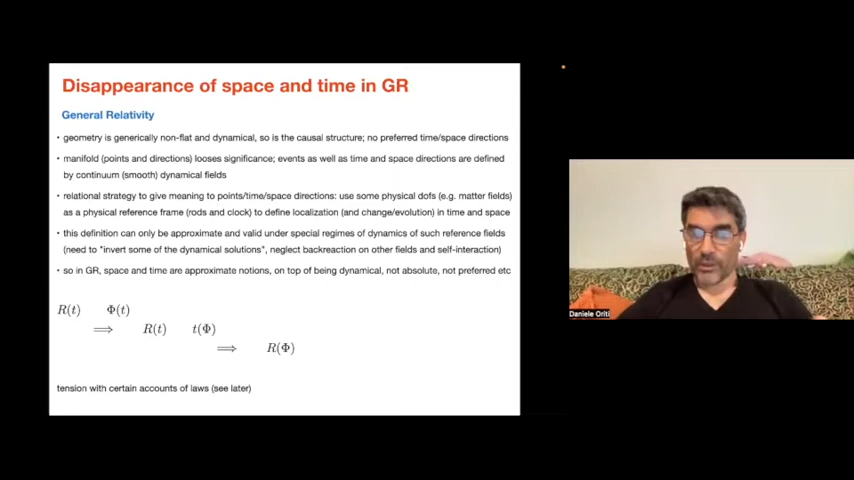 Disappearance of space and time in GR
General Relativity
• geometry is generically non-flat and dynamical, so is the causal structure; no preferred time/space directions
• manifold (points and directions) looses significance; events as well as time and space directions are defined
by continuum (smooth) dynamical fields
• relational strategy to give meaning to points/time/space directions: use some physical dofs (e.g. matter fields)
as a physical reference frame (rods and clock) to define localization (and change/evolution) in time and space
• this definition can only be approximate and valid under special regimes of dynamics of such reference fields
(need to "invert some of the dynamical solutions", neglect backreaction on other fields and self-interaction)
• so in GR, space and time are approximate notions, on top of being dynamical, not absolute, not preferred etc
R(t) Φ(t)
⟹ R(t) t(Φ)
⟹ R(Φ)
tension with certain accounts of laws (see later)
Daniele Oriti